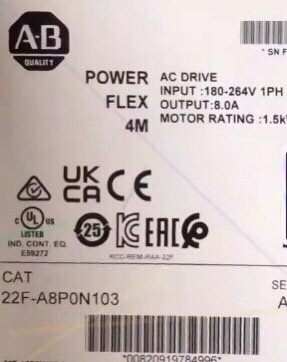 A-B
QUALITY
* SN F
POWER
FLEX
4M
AC DRIVE
INPUT :180-264V 1PH
OUTPUT:8.0A
MOTOR RATING :1.5k
UK
CA CE
C UL US
LISTED
IND. CONT. EQ.
E59272
25 KC EAC
KCC-REM-RAA-22F
CAT
22F-A8P0N103
SE
A
*00820919784996*